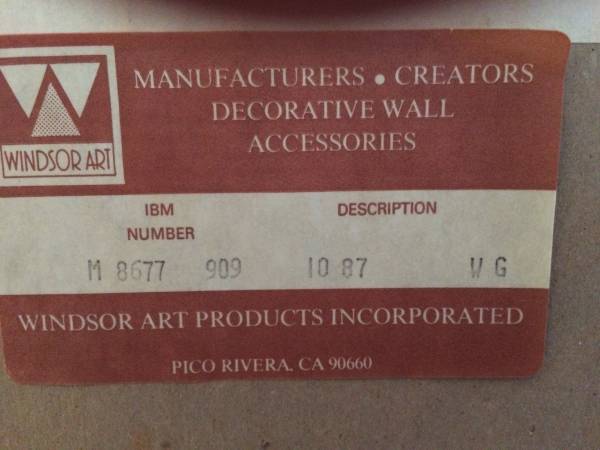 MANUFACTURERS • CREATORS
DECORATIVE WALL
ACCESSORIES
WINDSOR ART
IBM
NUMBER
DESCRIPTION
M 8677 909 10 87 W G
WINDSOR ART PRODUCTS INCORPORATED
PICO RIVERA. CA 90660